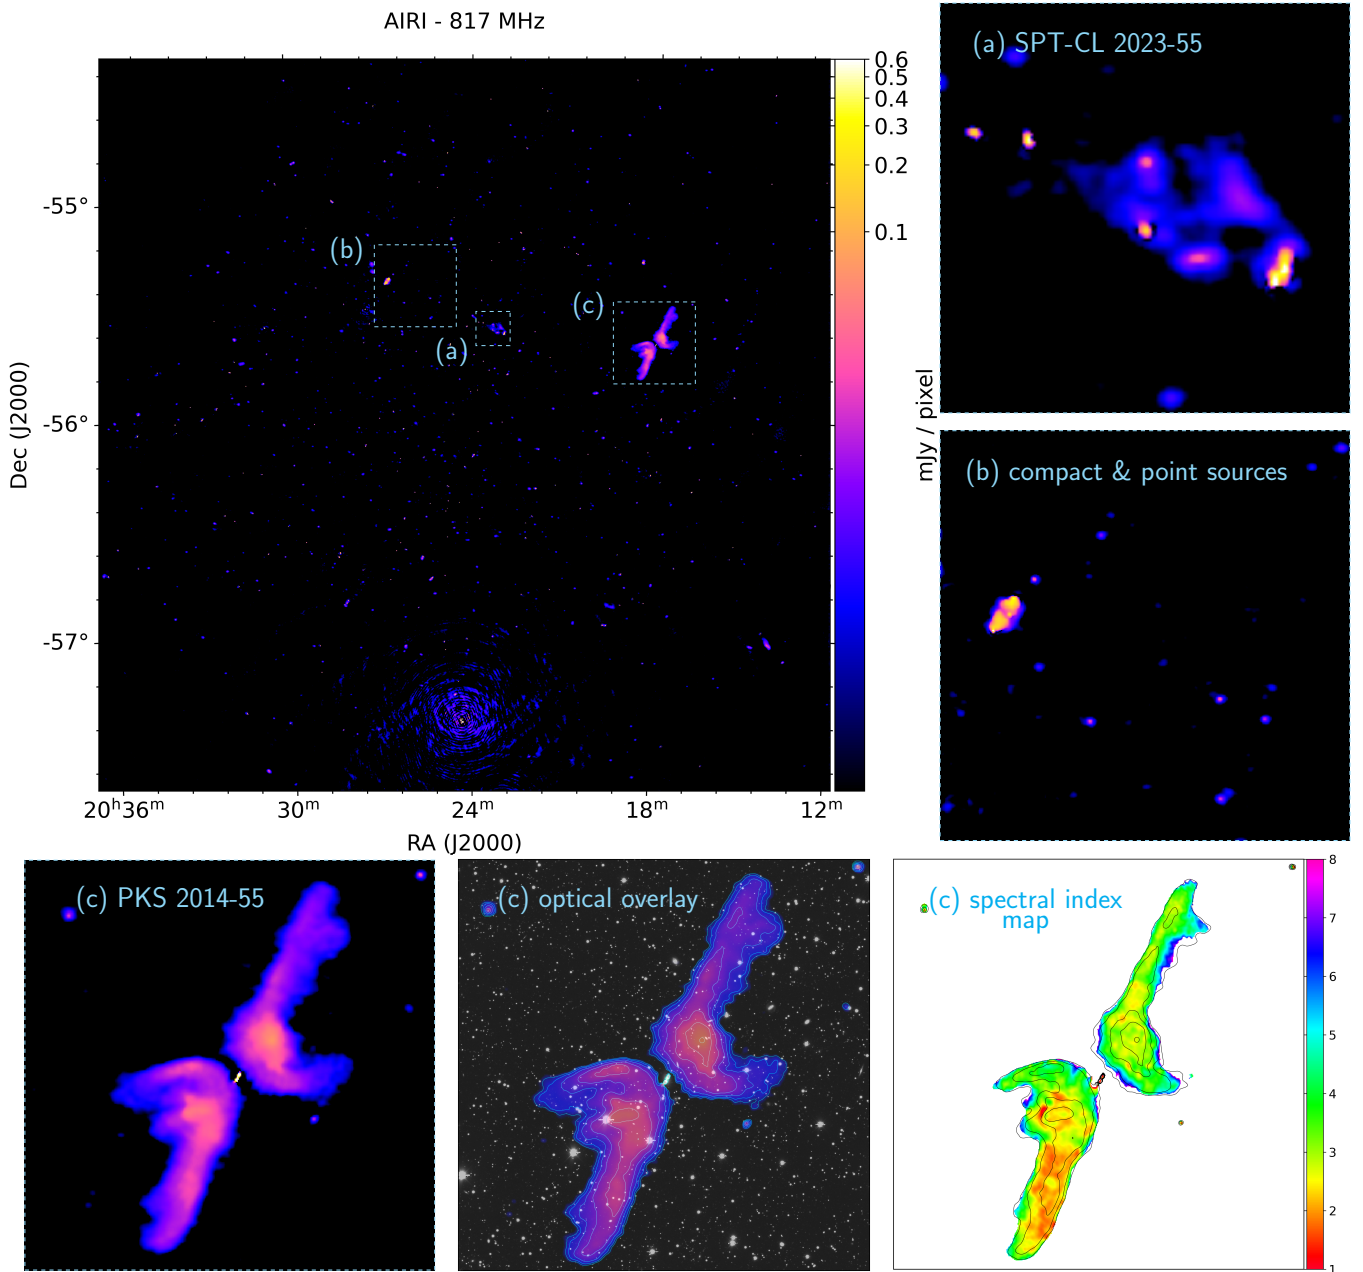 AIRI - 817 MHz
(a) SPT-CL 2023-55
0.6
0.5
0.4
0.3
0.2
0.1
-55°
-56°
-57°
Dec (J2000)
(b)
(a)
(c)
mJy / pixel
(b) compact & point sources
20ʰ36ᵐ 30ᵐ 24ᵐ 18ᵐ 12ᵐ
RA (J2000)
(c) PKS 2014-55
(c) optical overlay
(c) spectral index
map
8
7
6
5
4
3
2
1